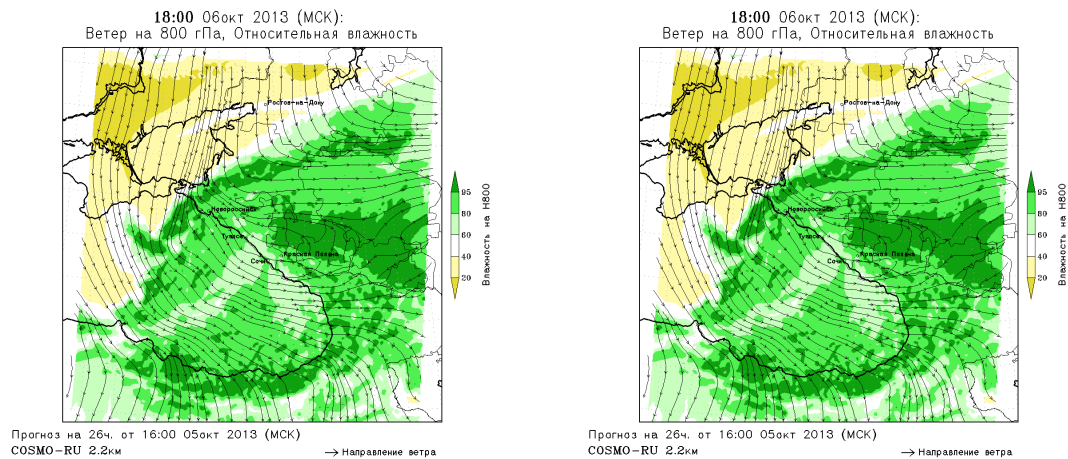 18:00 06окт 2013 (МСК):
Ветер на 800 гПа, Относительная влажность
Ростов-на-Дону
Новороссийск
Туапсе
Сочи
Красная Поляна
95
80
60
40
20
Влажность на H800
Прогноз на 26ч. от 16:00 05окт 2013 (МСК)
COSMO-RU 2.2км
Направление ветра
18:00 06окт 2013 (МСК):
Ветер на 800 гПа, Относительная влажность
Ростов-на-Дону
Новороссийск
Туапсе
Сочи
Красная Поляна
95
80
60
40
20
Влажность на H800
Прогноз на 26ч. от 16:00 05окт 2013 (МСК)
COSMO-RU 2.2км
Направление ветра